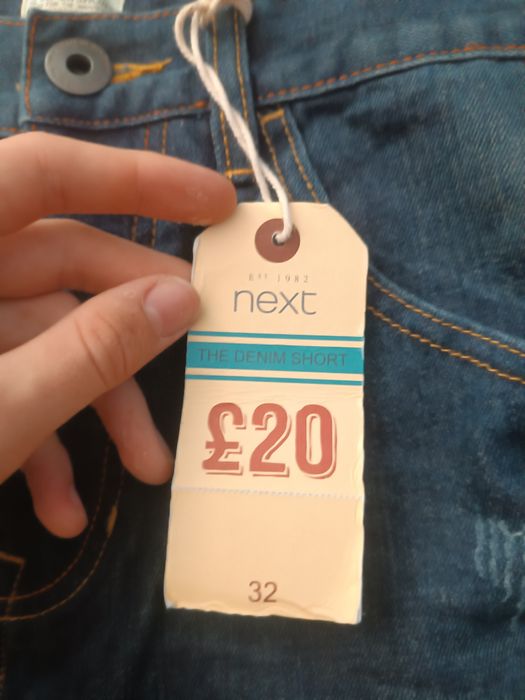 EST 1982
next
THE DENIM SHORT
£20
32